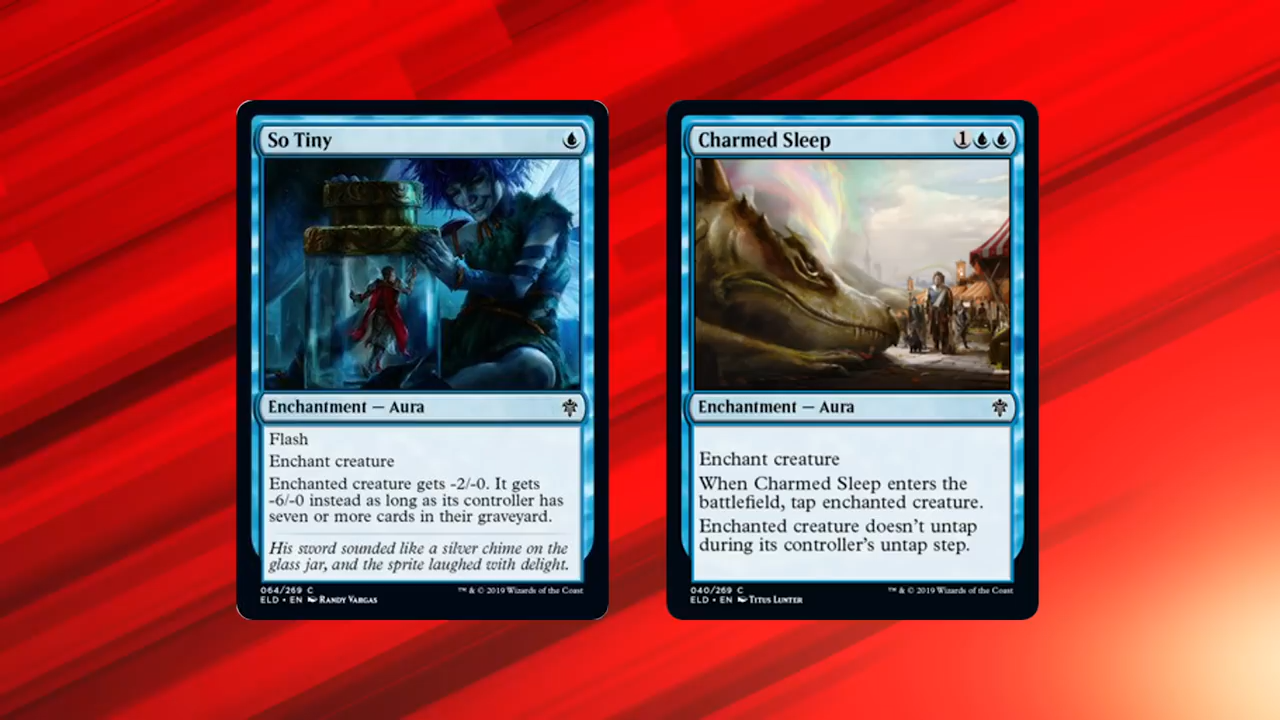 So Tiny
Enchantment — Aura
Flash
Enchant creature
Enchanted creature gets -2/-0. It gets
-6/-0 instead as long as its controller has
seven or more cards in their graveyard.
His sword sounded like a silver chime on the
glass jar, and the sprite laughed with delight.
064/269 C
ELD • EN Randy Vargas
™ & © 2019 Wizards of the Coast
Charmed Sleep 1
Enchantment — Aura
Enchant creature
When Charmed Sleep enters the
battlefield, tap enchanted creature.
Enchanted creature doesn't untap
during its controller's untap step.
040/269 C
ELD • EN Titus Lunter
™ & © 2019 Wizards of the Coast